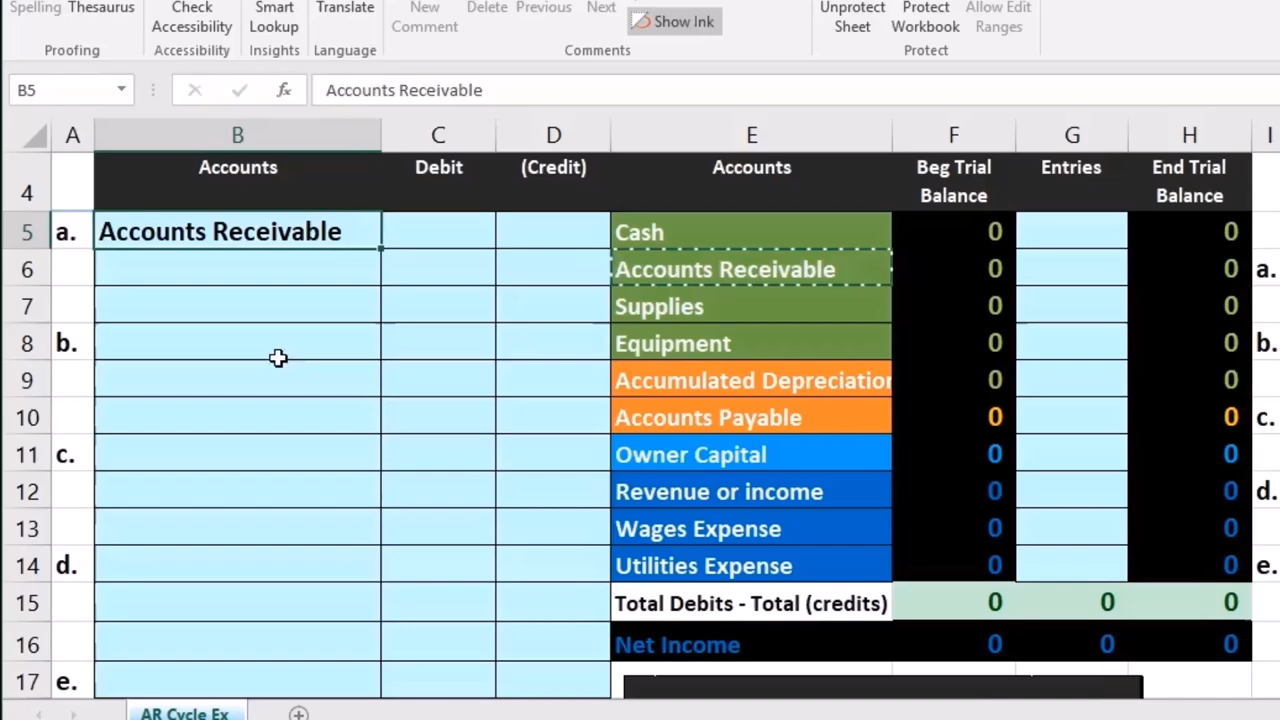 Spelling Thesaurus Check Accessibility Smart Lookup Translate New Comment Delete Previous Next Show Ink Unprotect Sheet Protect Workbook Allow Edit Ranges
Proofing Accessibility Insights Language Comments Protect
B5 fx Accounts Receivable
A B C D E F G H I
4 Accounts Debit (Credit) Accounts Beg Trial Balance Entries End Trial Balance
5 a. Accounts Receivable Cash 0 0
6 Accounts Receivable 0 0 a.
7 Supplies 0 0
8 b. Equipment 0 0 b.
9 Accumulated Depreciation 0 0
10 Accounts Payable 0 0 c.
11 c. Owner Capital 0 0
12 Revenue or income 0 0 d.
13 Wages Expense 0 0
14 d. Utilities Expense 0 0 e.
15 Total Debits - Total (credits) 0 0 0
16 Net Income 0 0 0
17 e.
AR Cycle Ex